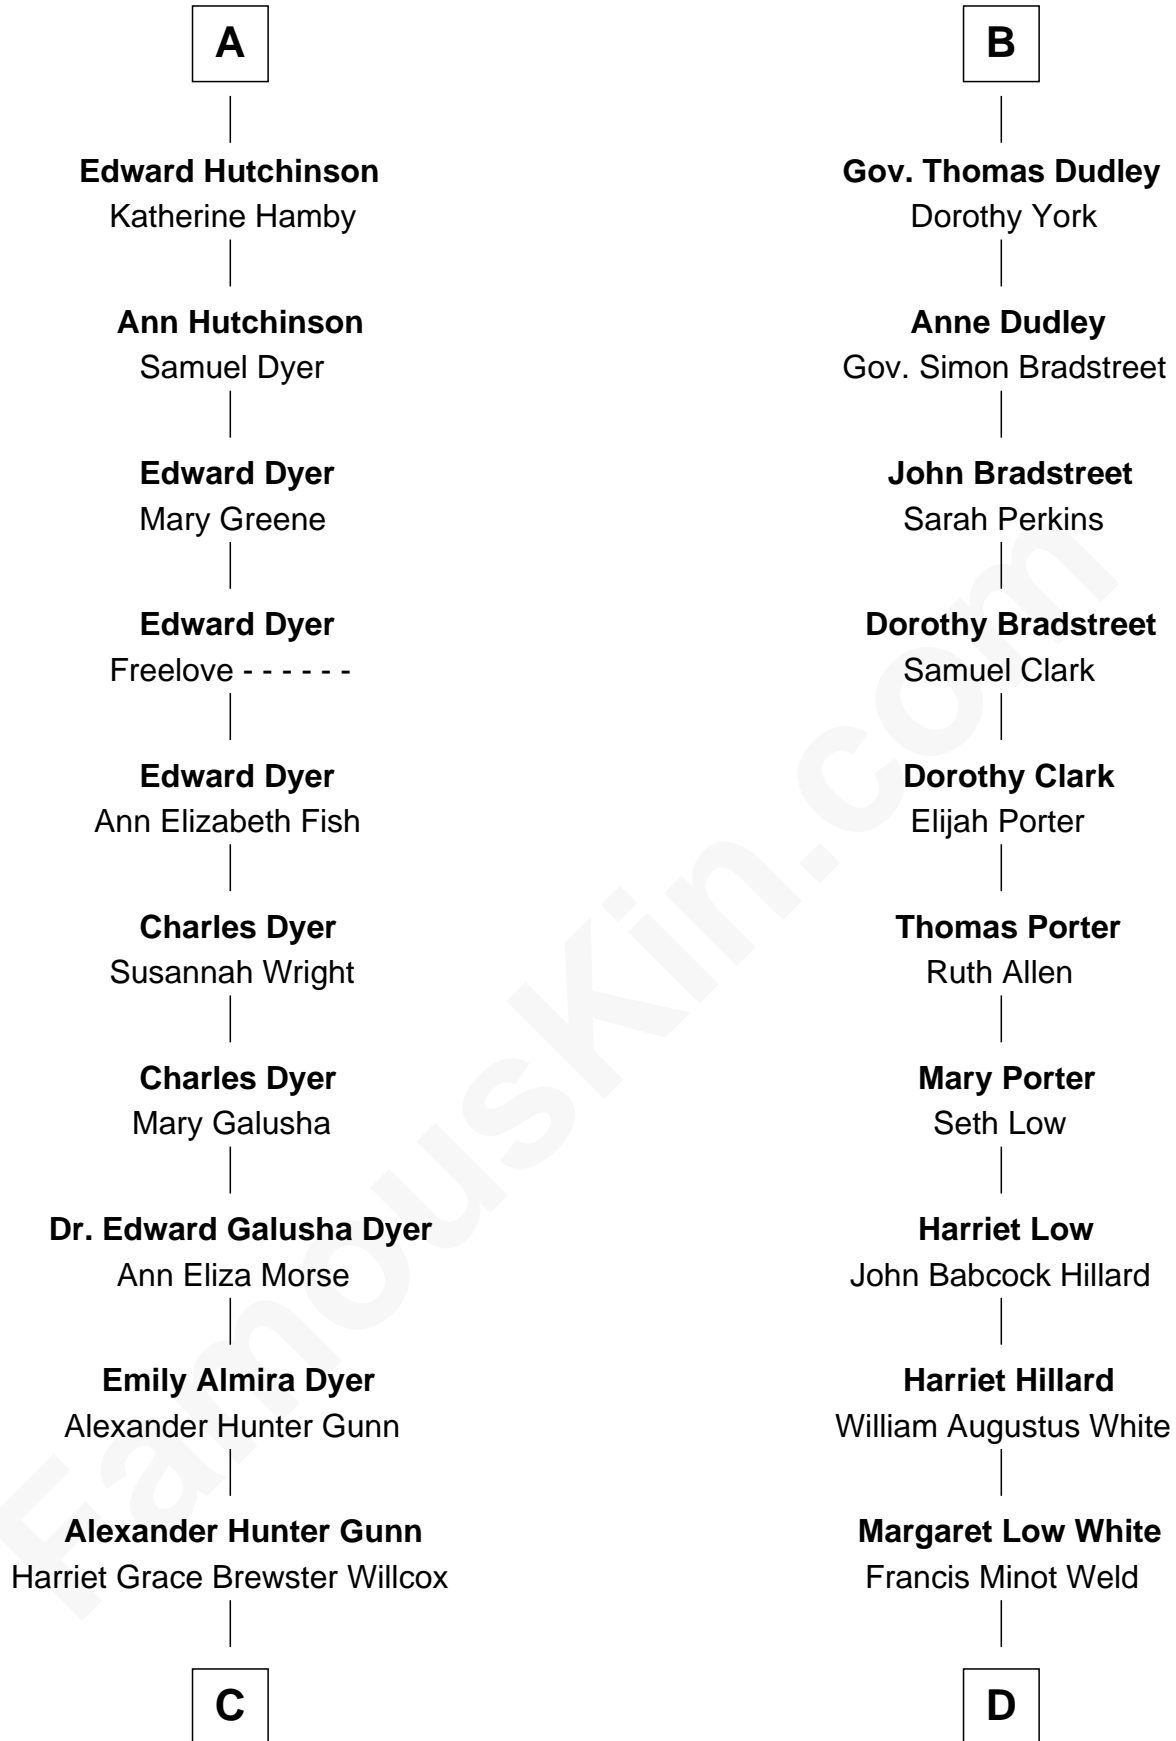 A
Edward Hutchinson
Katherine Hamby
Ann Hutchinson
Samuel Dyer
Edward Dyer
Mary Greene
Edward Dyer
Freelove - - - - - -
Edward Dyer
Ann Elizabeth Fish
Charles Dyer
Susannah Wright
Charles Dyer
Mary Galusha
Dr. Edward Galusha Dyer
Ann Eliza Morse
Emily Almira Dyer
Alexander Hunter Gunn
Alexander Hunter Gunn
Harriet Grace Brewster Willcox
C
B
Gov. Thomas Dudley
Dorothy York
Anne Dudley
Gov. Simon Bradstreet
John Bradstreet
Sarah Perkins
Dorothy Bradstreet
Samuel Clark
Dorothy Clark
Elijah Porter
Thomas Porter
Ruth Allen
Mary Porter
Seth Low
Harriet Low
John Babcock Hillard
Harriet Hillard
William Augustus White
Margaret Low White
Francis Minot Weld
D
FamousKin.com